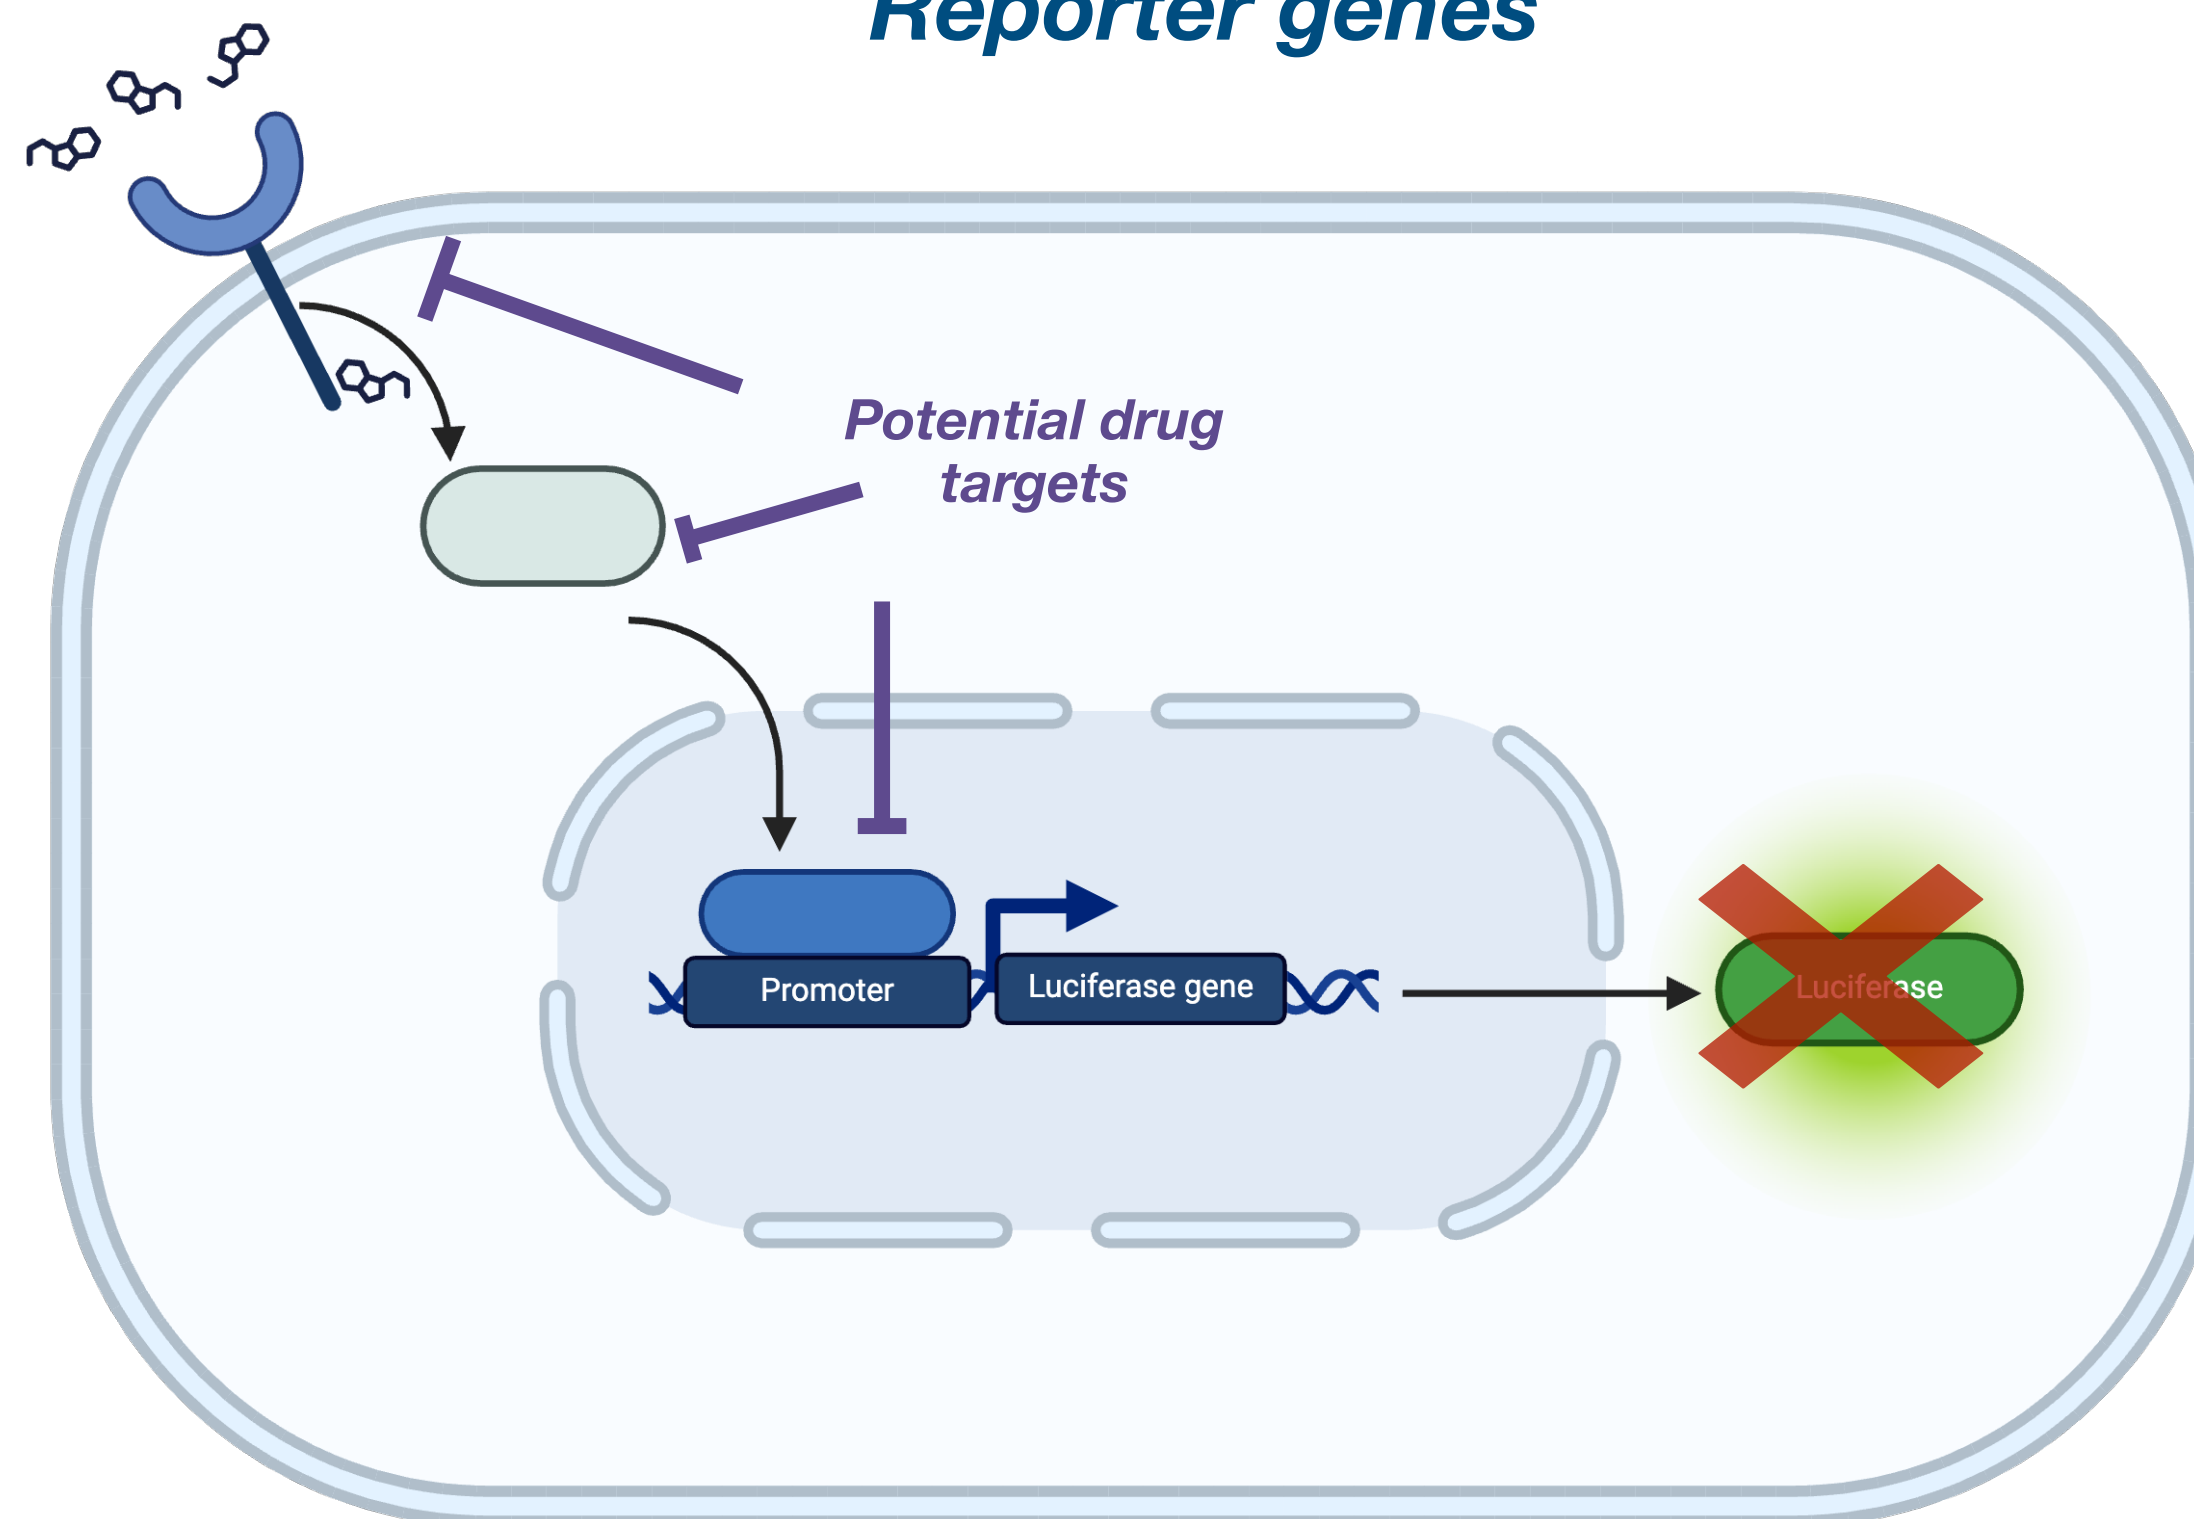 Reporter genes
Potential drug
targets
Promoter
Luciferase gene
Luciferase